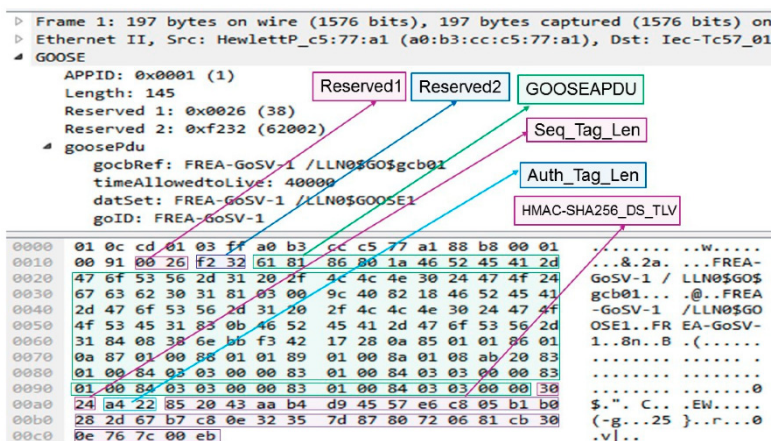 Frame 1: 197 bytes on wire (1576 bits), 197 bytes captured (1576 bits) on
Ethernet II, Src: HewlettP_c5:77:a1 (a0:b3:cc:c5:77:a1), Dst: Iec-Tc57_01
GOOSE
APPID: 0x0001 (1)
Length: 145
Reserved 1: 0x0026 (38)
Reserved 2: 0xf232 (62002)
goosePdu
gocbRef: FREA-GoSV-1 /LLN0$GO$gcb01
timeAllowedtoLive: 40000
datSet: FREA-GoSV-1 /LLN0$GOOSE1
goID: FREA-GoSV-1
Reserved1
Reserved2
GOOSEAPDU
Seq_Tag_Len
Auth_Tag_Len
HMAC-SHA256_DS_TLV
0000 01 0c cd 01 03 ff a0 b3 cc c5 77 a1 88 b8 00 01 ........ ..w.....
0010 00 91 00 26 f2 32 61 81 86 80 1a 46 52 45 41 2d ...&.2a. ...FREA-
0020 47 6f 53 56 2d 31 20 2f 4c 4c 4e 30 24 47 4f 24 GoSV-1 / LLN0$GO$
0030 67 63 62 30 31 81 03 00 9c 40 82 18 46 52 45 41 gcb01... .@..FREA
0040 2d 47 6f 53 56 2d 31 20 2f 4c 4c 4e 30 24 47 4f -GoSV-1 /LLN0$GO
0050 4f 53 45 31 83 0b 46 52 45 41 2d 47 6f 53 56 2d OSE1..FR EA-GoSV-
0060 31 84 08 38 6e bb f3 42 17 28 0a 85 01 01 86 01 1..8n..B .(......
0070 0a 87 01 00 88 01 01 89 01 00 8a 01 08 ab 20 83 ........ ...... .
0080 01 00 84 03 03 00 00 83 01 00 84 03 03 00 00 83 ........ ........
0090 01 00 84 03 03 00 00 83 01 00 84 03 03 00 00 30 ........ .......0
00a0 24 a4 22 85 20 43 aa b4 d9 45 57 e6 c8 05 b1 b0 $.". C.. .EW.....
00b0 28 2d 67 b7 c8 0e 32 35 7d 87 80 72 06 81 cb 30 (-g...25 }..r...0
00c0 0e 76 7c 00 eb .v|..